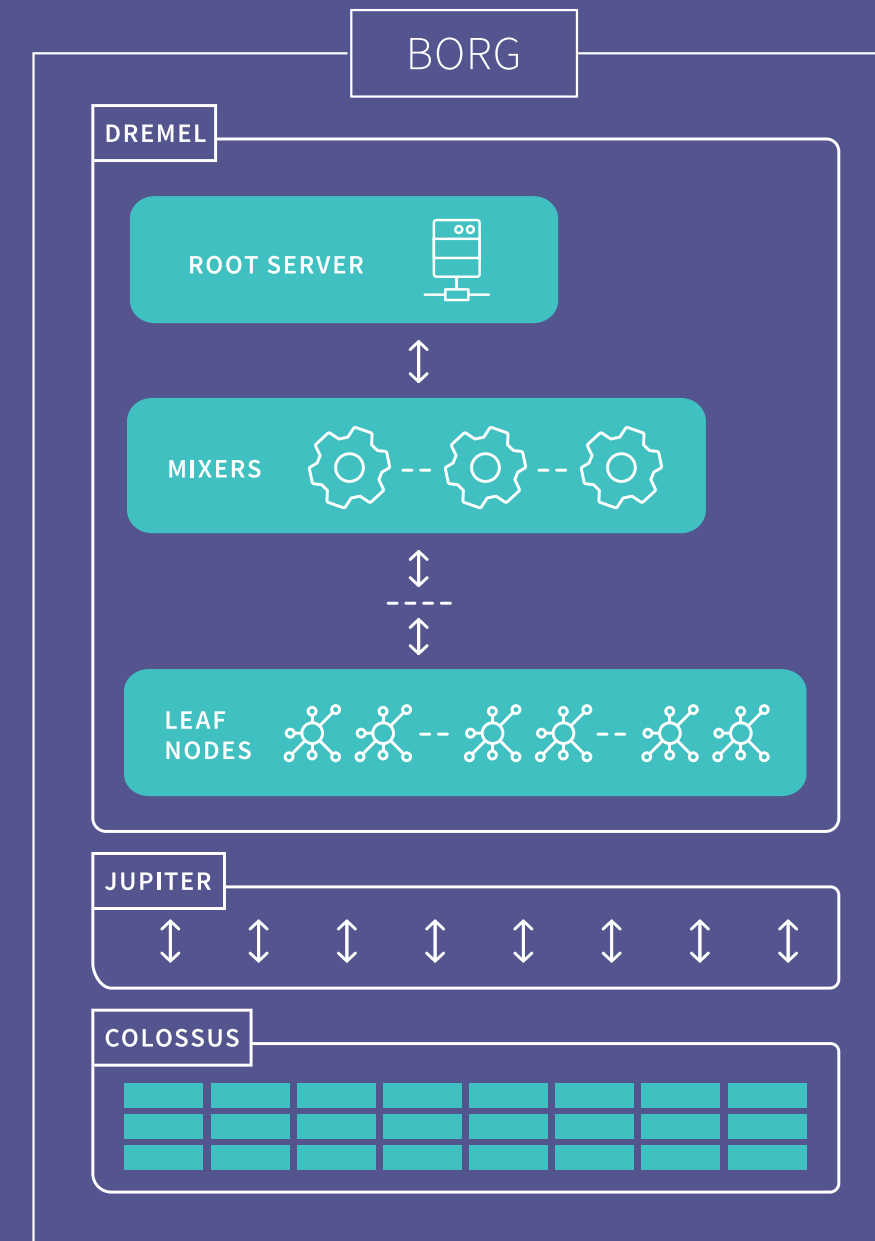 BORG
DREMEL
ROOT SERVER
MIXERS
LEAF
NODES
JUPITER
COLOSSUS